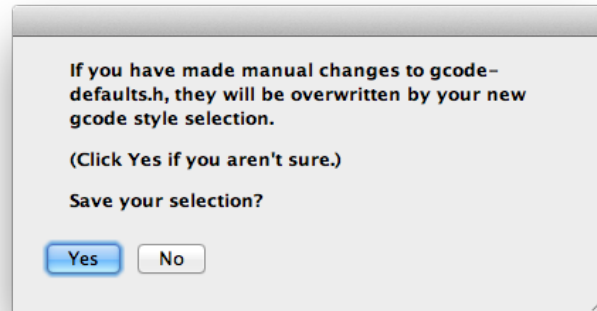 If you have made manual changes to gcode-
defaults.h, they will be overwritten by your new
gcode style selection.
(Click Yes if you aren't sure.)
Save your selection?
Yes
No